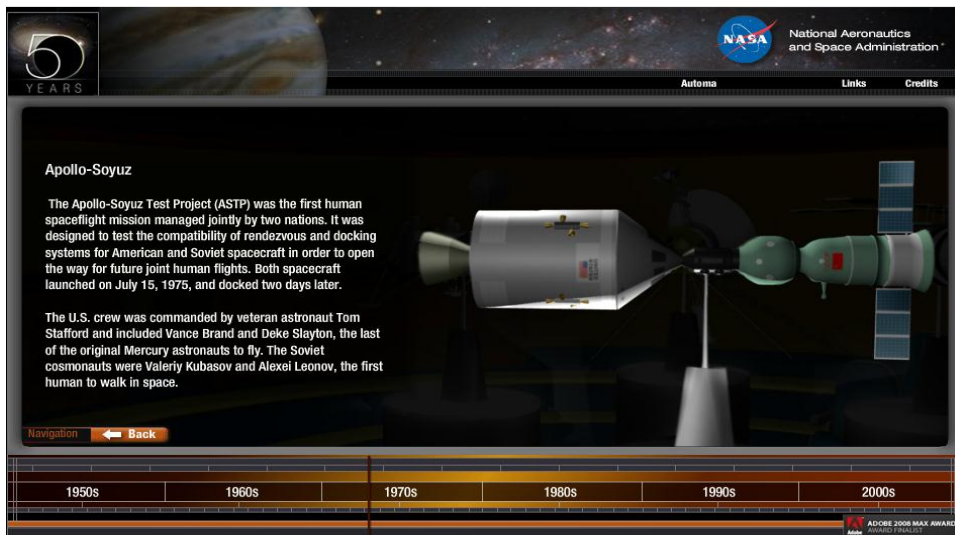 50
YEARS
NASA
National Aeronautics
and Space Administration
Automa
Links
Credits
Apollo-Soyuz
The Apollo-Soyuz Test Project (ASTP) was the first human
spaceflight mission managed jointly by two nations. It was
designed to test the compatibility of rendezvous and docking
systems for American and Soviet spacecraft in order to open
the way for future joint human flights. Both spacecraft
launched on July 15, 1975, and docked two days later.
The U.S. crew was commanded by veteran astronaut Tom
Stafford and included Vance Brand and Deke Slayton, the last
of the original Mercury astronauts to fly. The Soviet
cosmonauts were Valeriy Kubasov and Alexei Leonov, the first
human to walk in space.
Navigation
Back
1950s
1960s
1970s
1980s
1990s
2000s
Adobe
ADOBE 2008 MAX AWARD
AWARD FINALIST